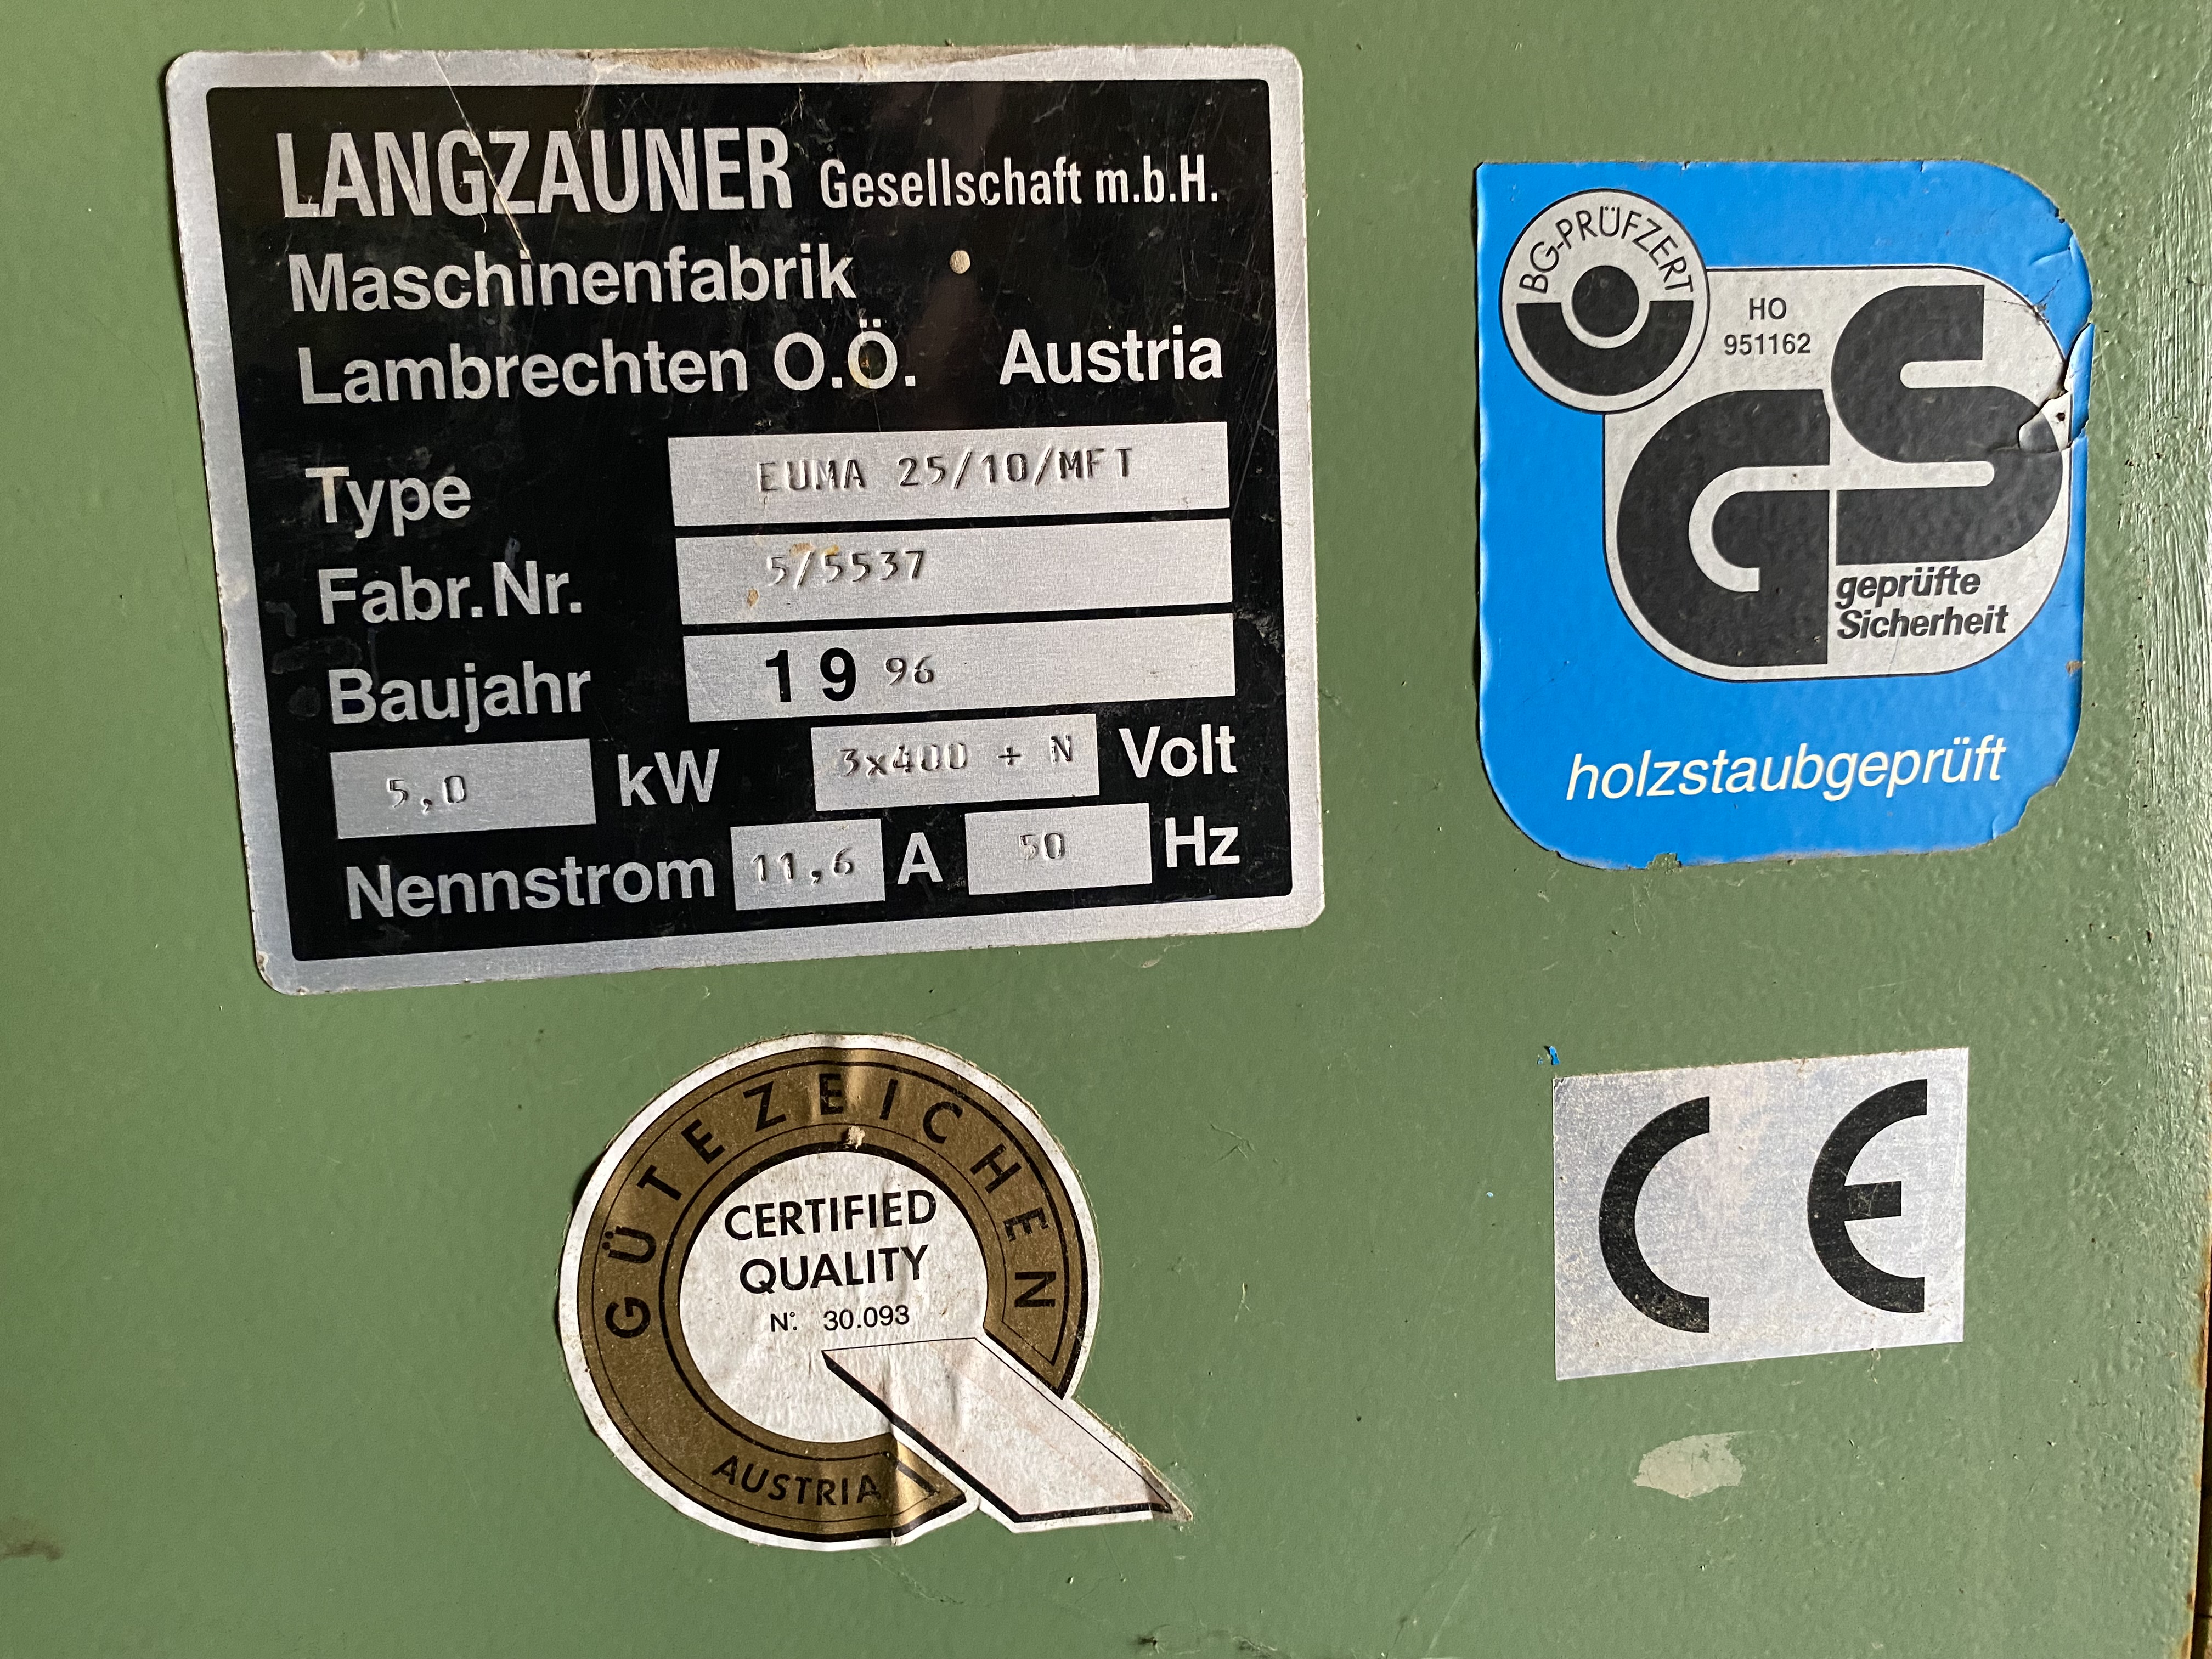 LANGZAUNER Gesellschaft m.b.H.
Maschinenfabrik
Lambrechten O.Ö. Austria
Type EUMA 25/10/MFT
Fabr. Nr. 5/5537
Baujahr 19 96
5,0 kW 3x400 + N Volt
Nennstrom 11,6 A 50 Hz
BG-PRÜFZERT
HO
951162
GS
geprüfte
Sicherheit
holzstaubgeprüft
GÜTEZEICHEN
CERTIFIED
QUALITY
N°. 30.093
AUSTRIA
CE